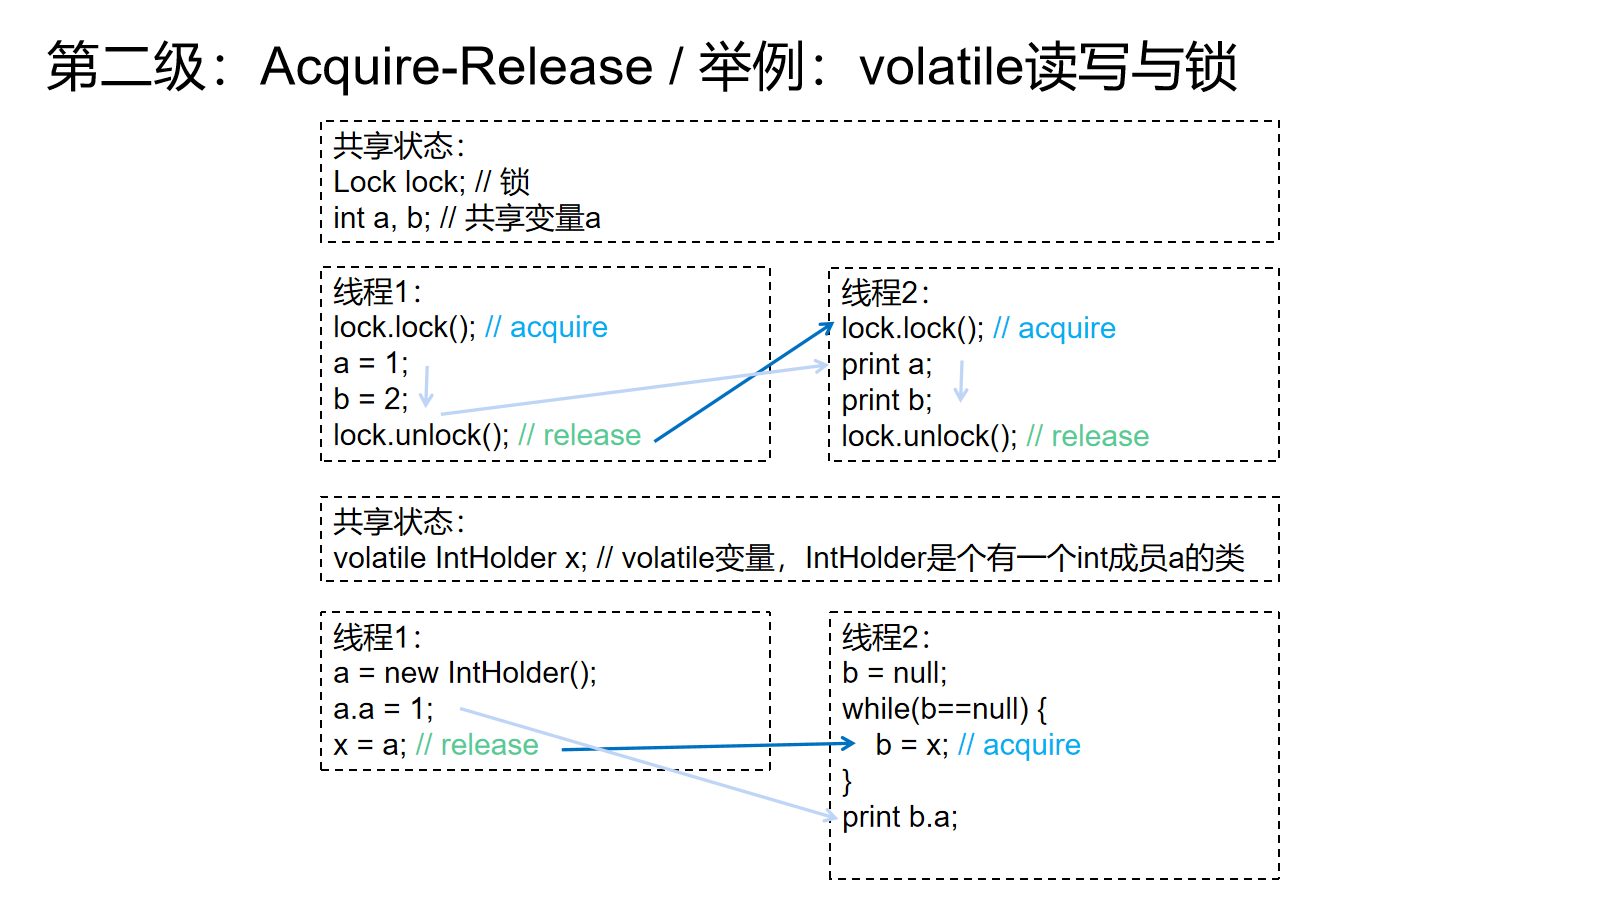 第二级：Acquire-Release / 举例：volatile读写与锁
共享状态：
Lock lock; // 锁
int a, b; // 共享变量a
线程1：
lock.lock(); // acquire
a = 1;
b = 2;
lock.unlock(); // release
线程2：
lock.lock(); // acquire
print a;
print b;
lock.unlock(); // release
共享状态：
volatile IntHolder x; // volatile变量，IntHolder是个有一个int成员a的类
线程1：
a = new IntHolder();
a.a = 1;
x = a; // release
线程2：
b = null;
while(b==null) {
b = x; // acquire
}
print b.a;